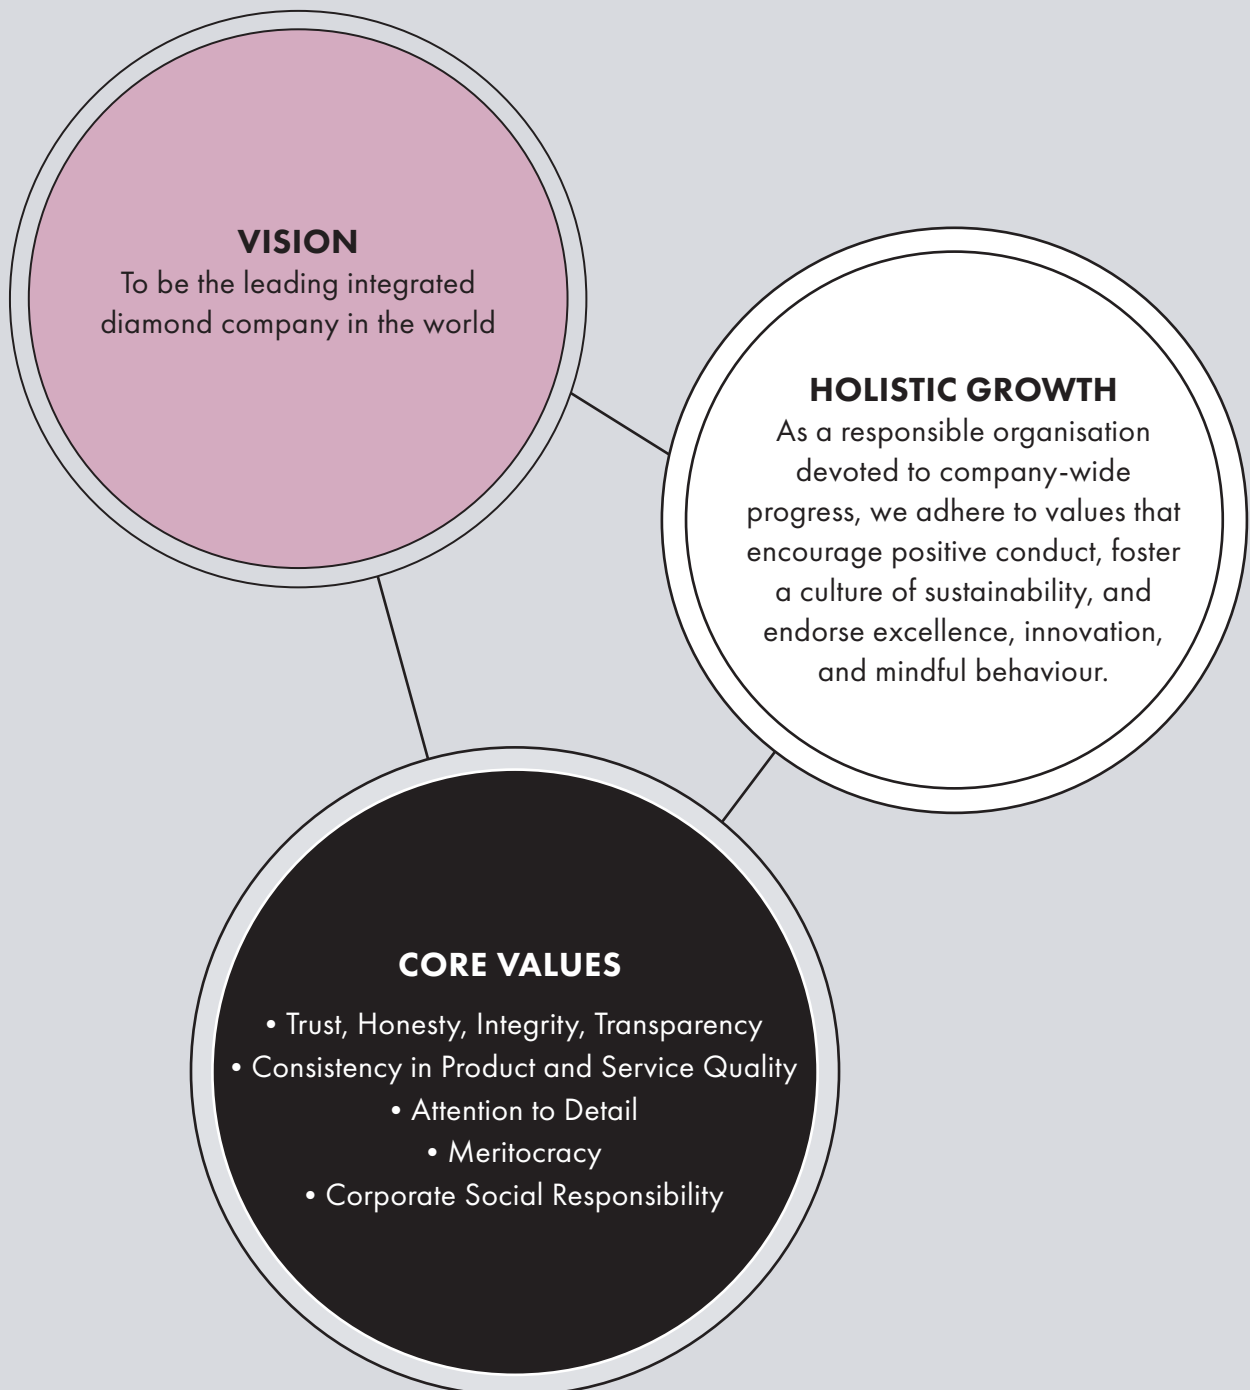 VISION
To be the leading integrated
diamond company in the world
HOLISTIC GROWTH
As a responsible organisation
devoted to company-wide
progress, we adhere to values that
encourage positive conduct, foster
a culture of sustainability, and
endorse excellence, innovation,
and mindful behaviour.
CORE VALUES
• Trust, Honesty, Integrity, Transparency
• Consistency in Product and Service Quality
• Attention to Detail
• Meritocracy
• Corporate Social Responsibility